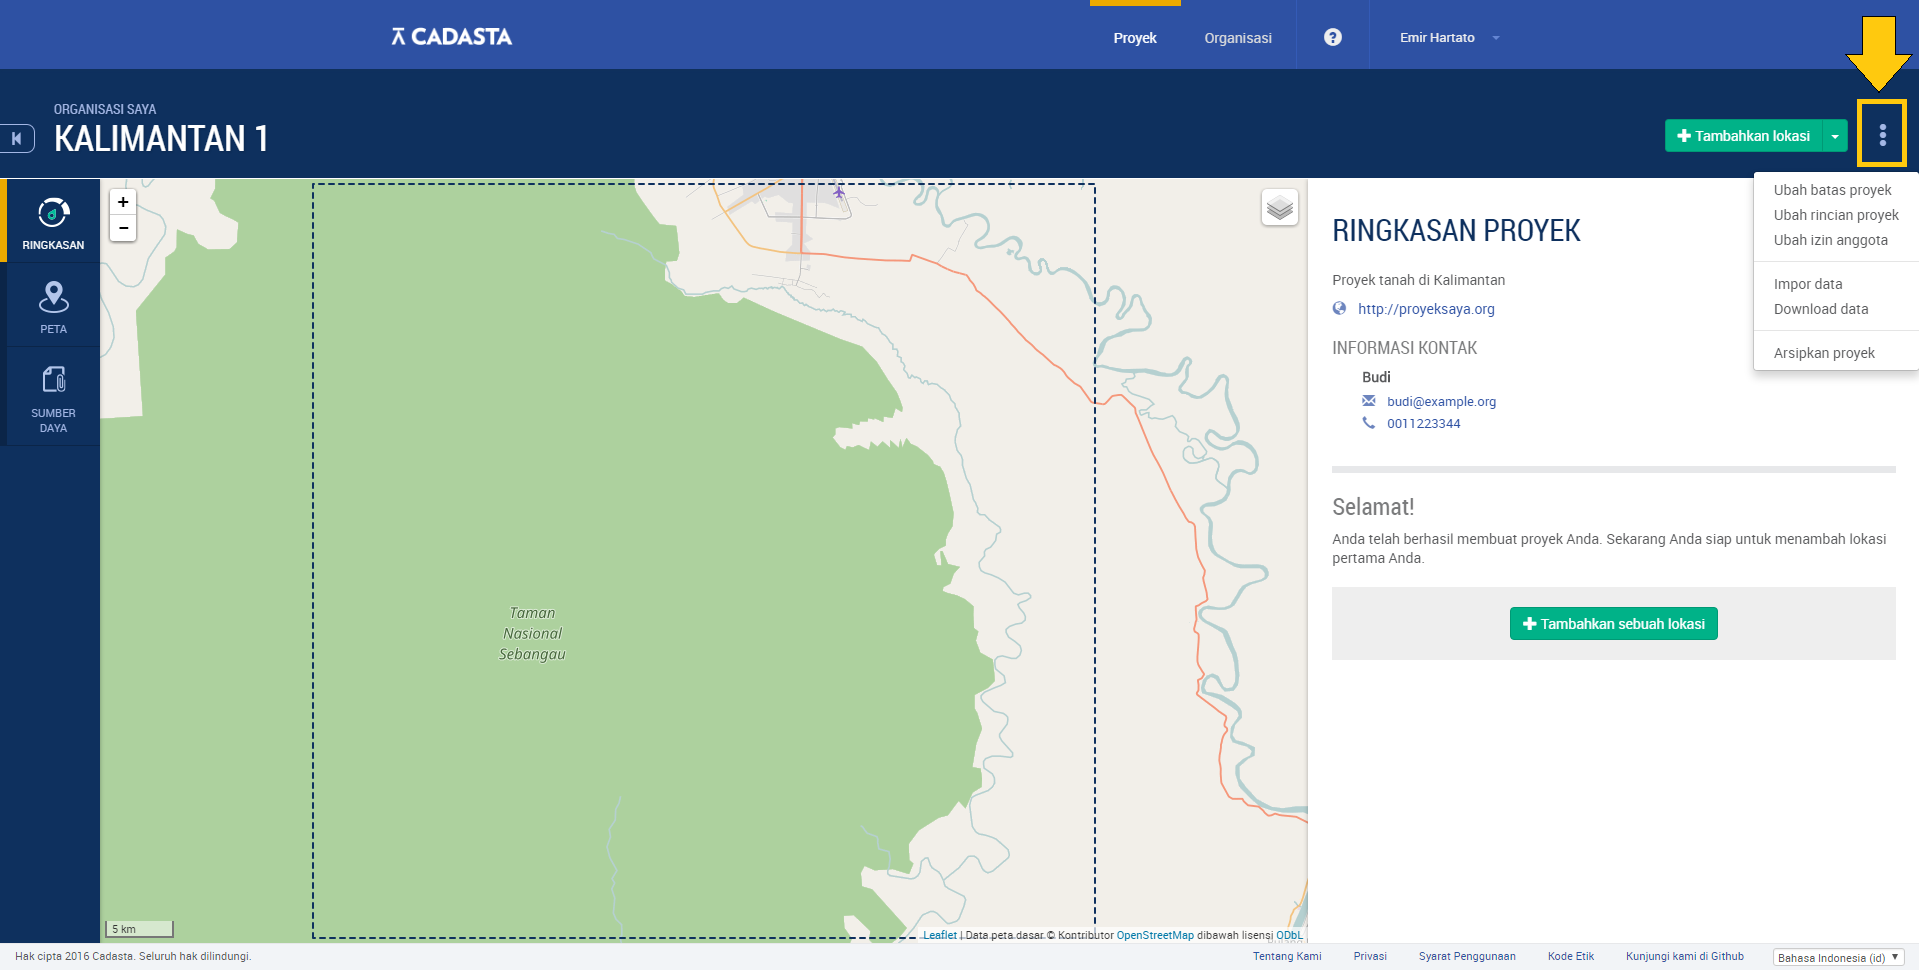 CADASTA
Proyek
Organisasi
?
Emir Hartato
ORGANISASI SAYA
KALIMANTAN 1
Tambahkan lokasi
Ubah batas proyek
Ubah rincian proyek
Ubah izin anggota
Impor data
Download data
Arsipkan proyek
RINGKASAN
PETA
SUMBER
DAYA
+
-
Taman
Nasional
Sebangau
5 km
Leaflet | Data peta dasar © Kontributor OpenStreetMap dibawah lisensi ODbL
RINGKASAN PROYEK
Proyek tanah di Kalimantan
http://proyeksaya.org
INFORMASI KONTAK
Budi
budi@example.org
0011223344
Selamat!
Anda telah berhasil membuat proyek Anda. Sekarang Anda siap untuk menambah lokasi
pertama Anda.
Tambahkan sebuah lokasi
Hak cipta 2016 Cadasta. Seluruh hak dilindungi.
Tentang Kami
Privasi
Syarat Penggunaan
Kode Etik
Kunjungi kami di Github
Bahasa Indonesia (id)